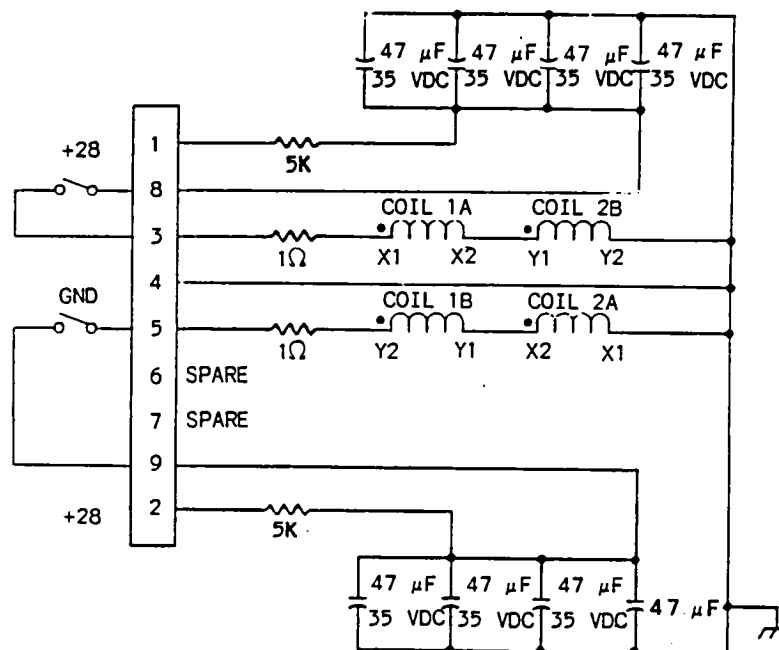 47 μF 47 μF 47 μF 47 μF
35 VDC 35 VDC 35 VDC 35 VDC
+28
1
5K
8
COIL 1A COIL 2B
3
1Ω X1 X2 Y1 Y2
4
GND
COIL 1B COIL 2A
5
1Ω Y2 Y1 X2 X1
6 SPARE
7 SPARE
9
+28 2
5K
47 μF 47 μF 47 μF 47 μF
35 VDC 35 VDC 35 VDC